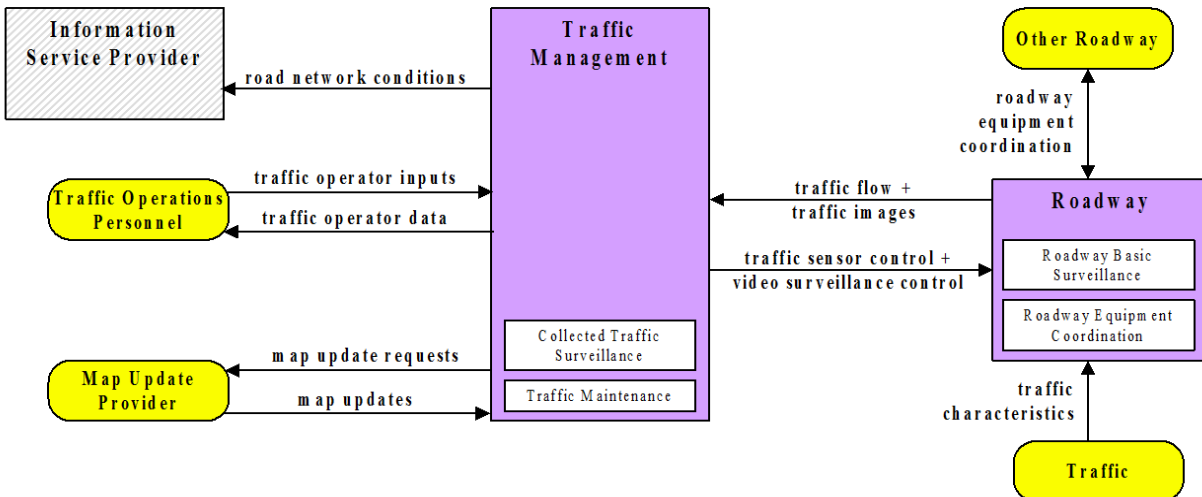 Information
Service Provider
Traffic
Management
Other Roadway
road network conditions
roadway
equipment
coordination
traffic operator inputs
Traffic Operations
Personnel
traffic operator data
traffic flow +
traffic images
Roadway
traffic sensor control +
video surveillance control
Roadway Basic
Surveillance
Roadway Equipment
Coordination
Collected Traffic
Surveillance
map update requests
Map Update
Provider
map updates
Traffic Maintenance
traffic
characteristics
Traffic